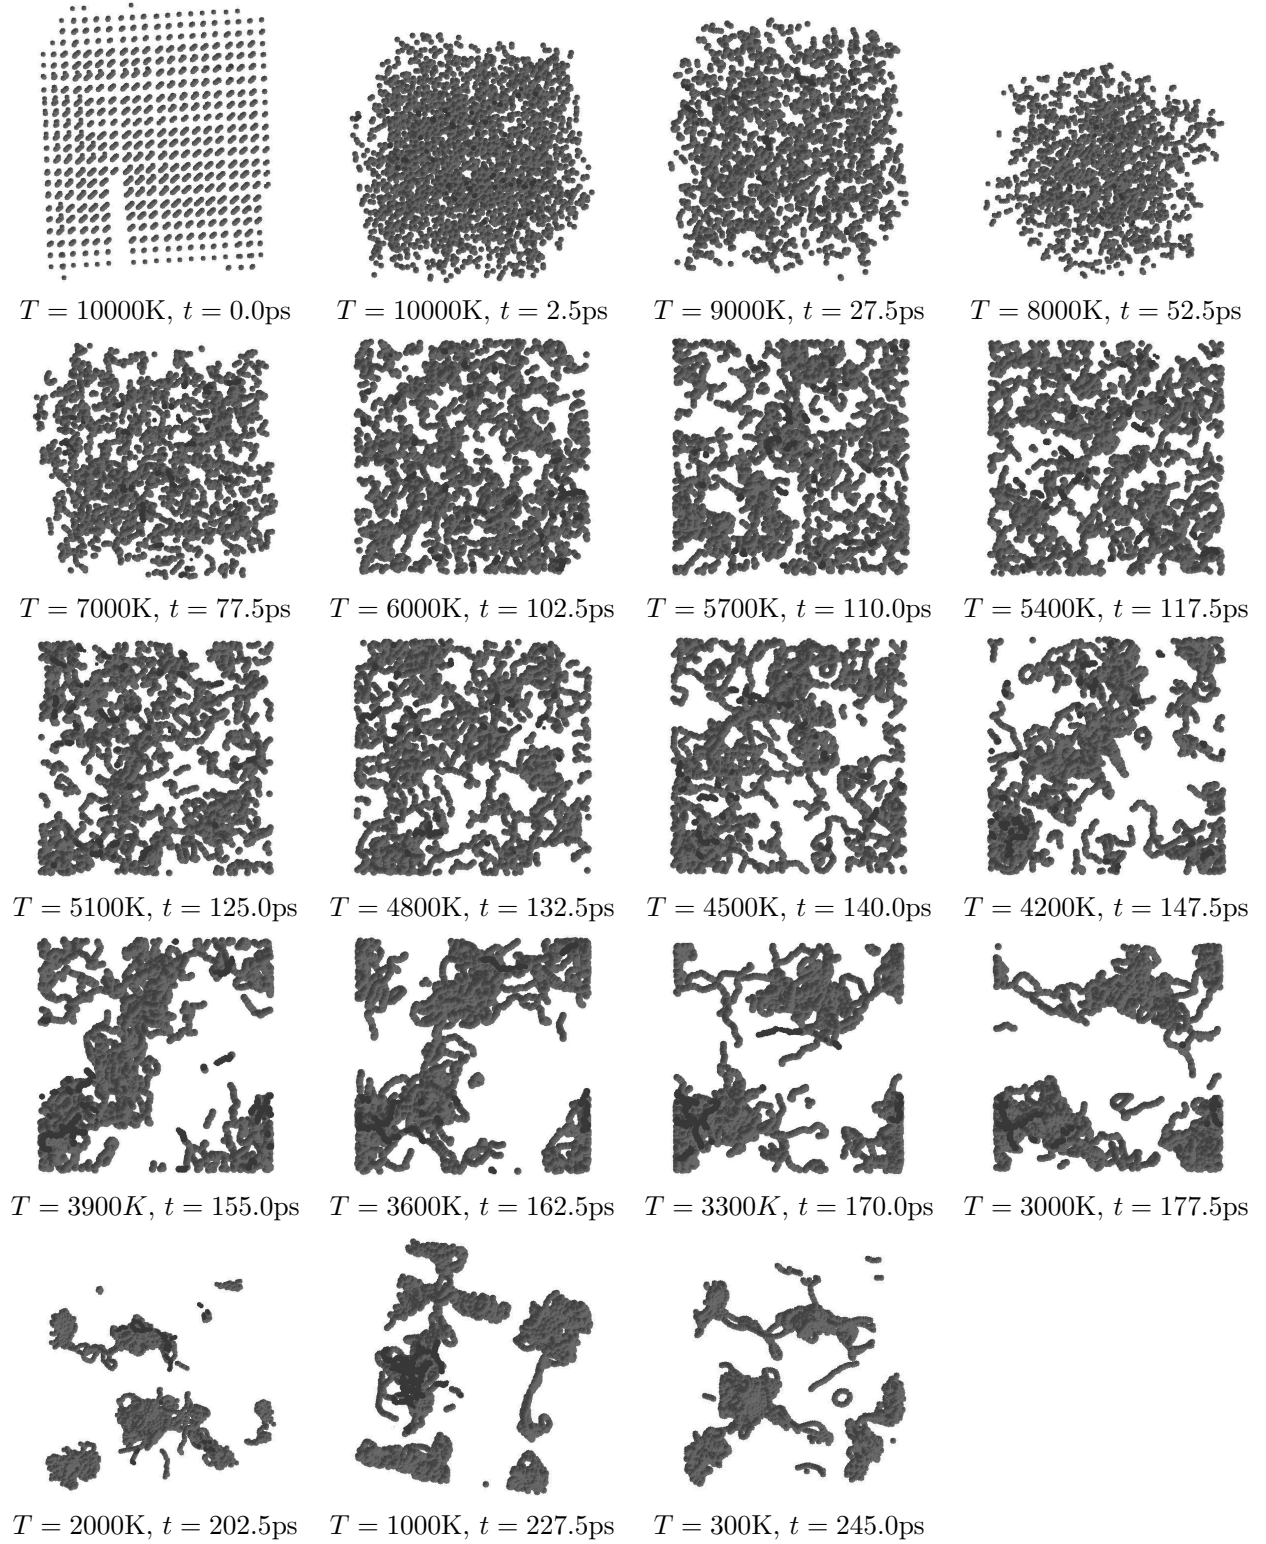 T = 10000K, t = 0.0ps
T = 10000K, t = 2.5ps
T = 9000K, t = 27.5ps
T = 8000K, t = 52.5ps
T = 7000K, t = 77.5ps
T = 6000K, t = 102.5ps
T = 5700K, t = 110.0ps
T = 5400K, t = 117.5ps
T = 5100K, t = 125.0ps
T = 4800K, t = 132.5ps
T = 4500K, t = 140.0ps
T = 4200K, t = 147.5ps
T = 3900K, t = 155.0ps
T = 3600K, t = 162.5ps
T = 3300K, t = 170.0ps
T = 3000K, t = 177.5ps
T = 2000K, t = 202.5ps
T = 1000K, t = 227.5ps
T = 300K, t = 245.0ps